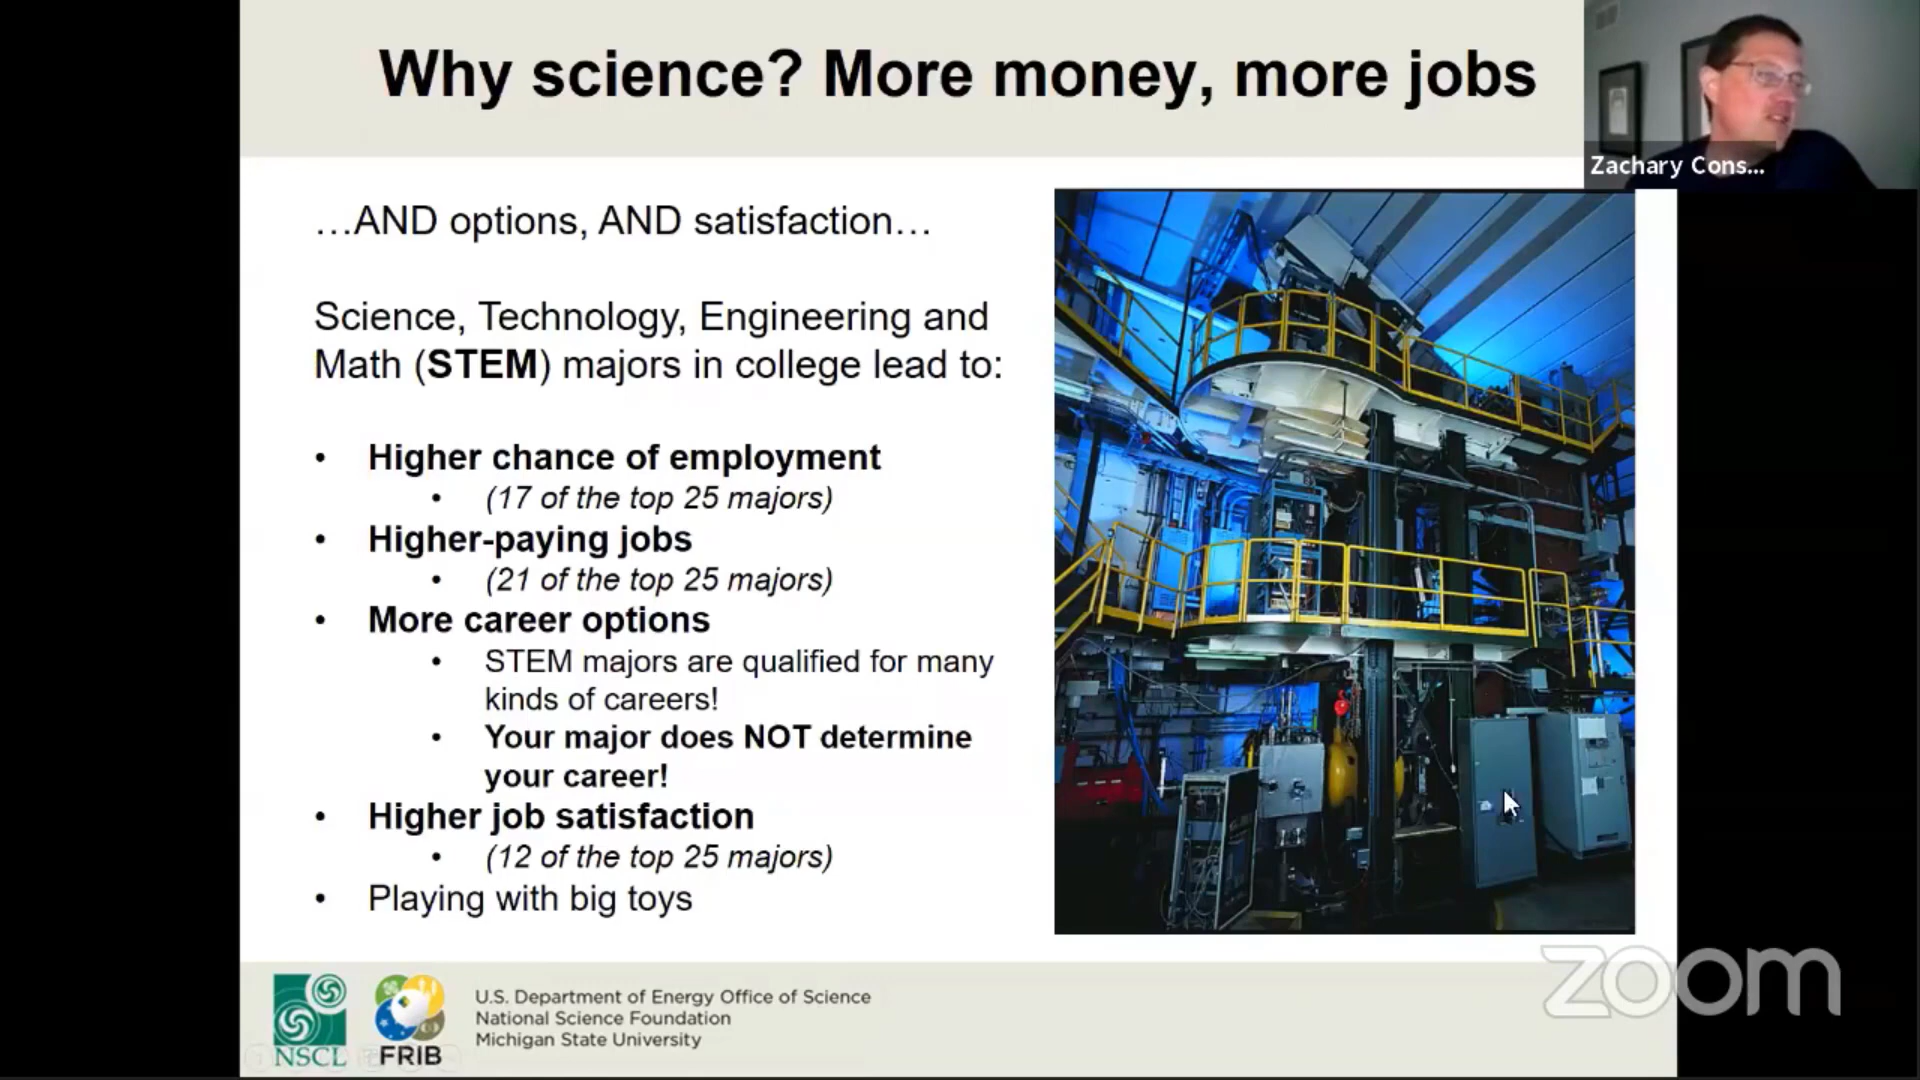 Why science? More money, more jobs
Zachary Cons...
…AND options, AND satisfaction…
Science, Technology, Engineering and
Math (STEM) majors in college lead to:
• Higher chance of employment
• (17 of the top 25 majors)
• Higher-paying jobs
• (21 of the top 25 majors)
• More career options
• STEM majors are qualified for many
kinds of careers!
• Your major does NOT determine
your career!
• Higher job satisfaction
• (12 of the top 25 majors)
• Playing with big toys
NSCL
FRIB
U.S. Department of Energy Office of Science
National Science Foundation
Michigan State University
zoom